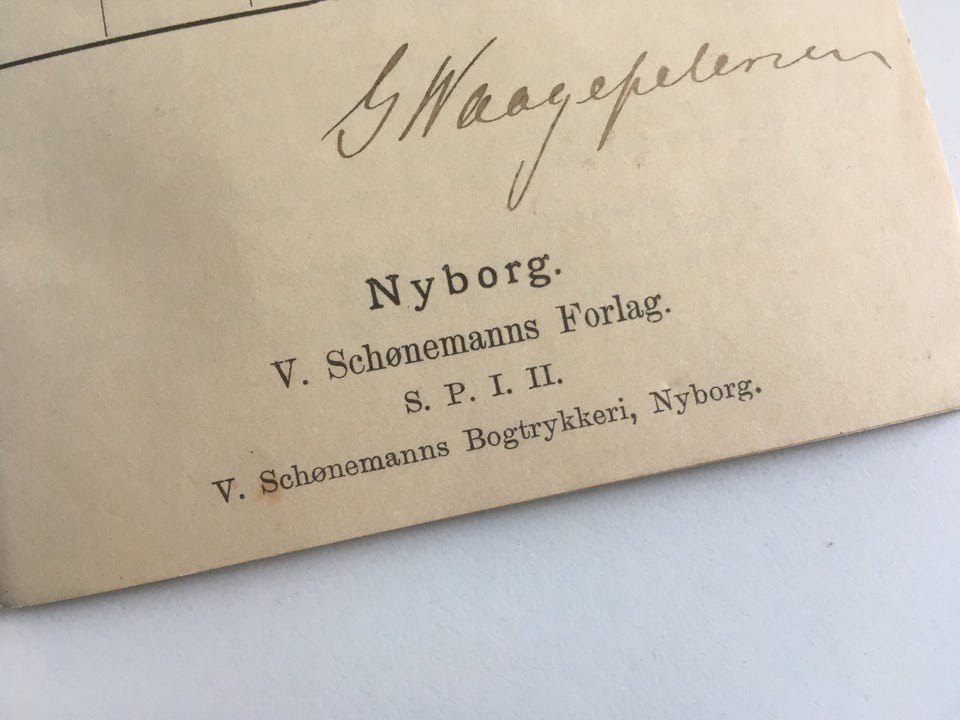 G Waagepetersen
Nyborg.
V. Schønemanns Forlag.
S. P. I. II.
V. Schønemanns Bogtrykkeri, Nyborg.